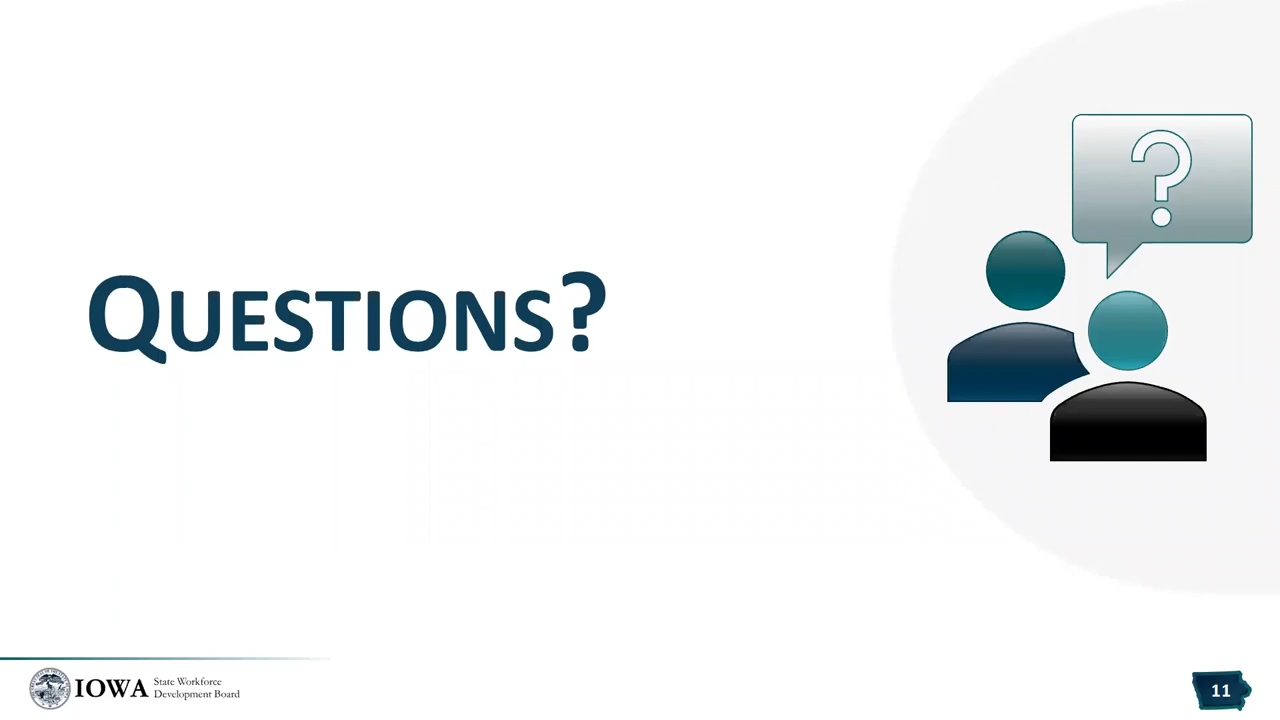 QUESTIONS?
?
IOWA
State Workforce
Development Board
11